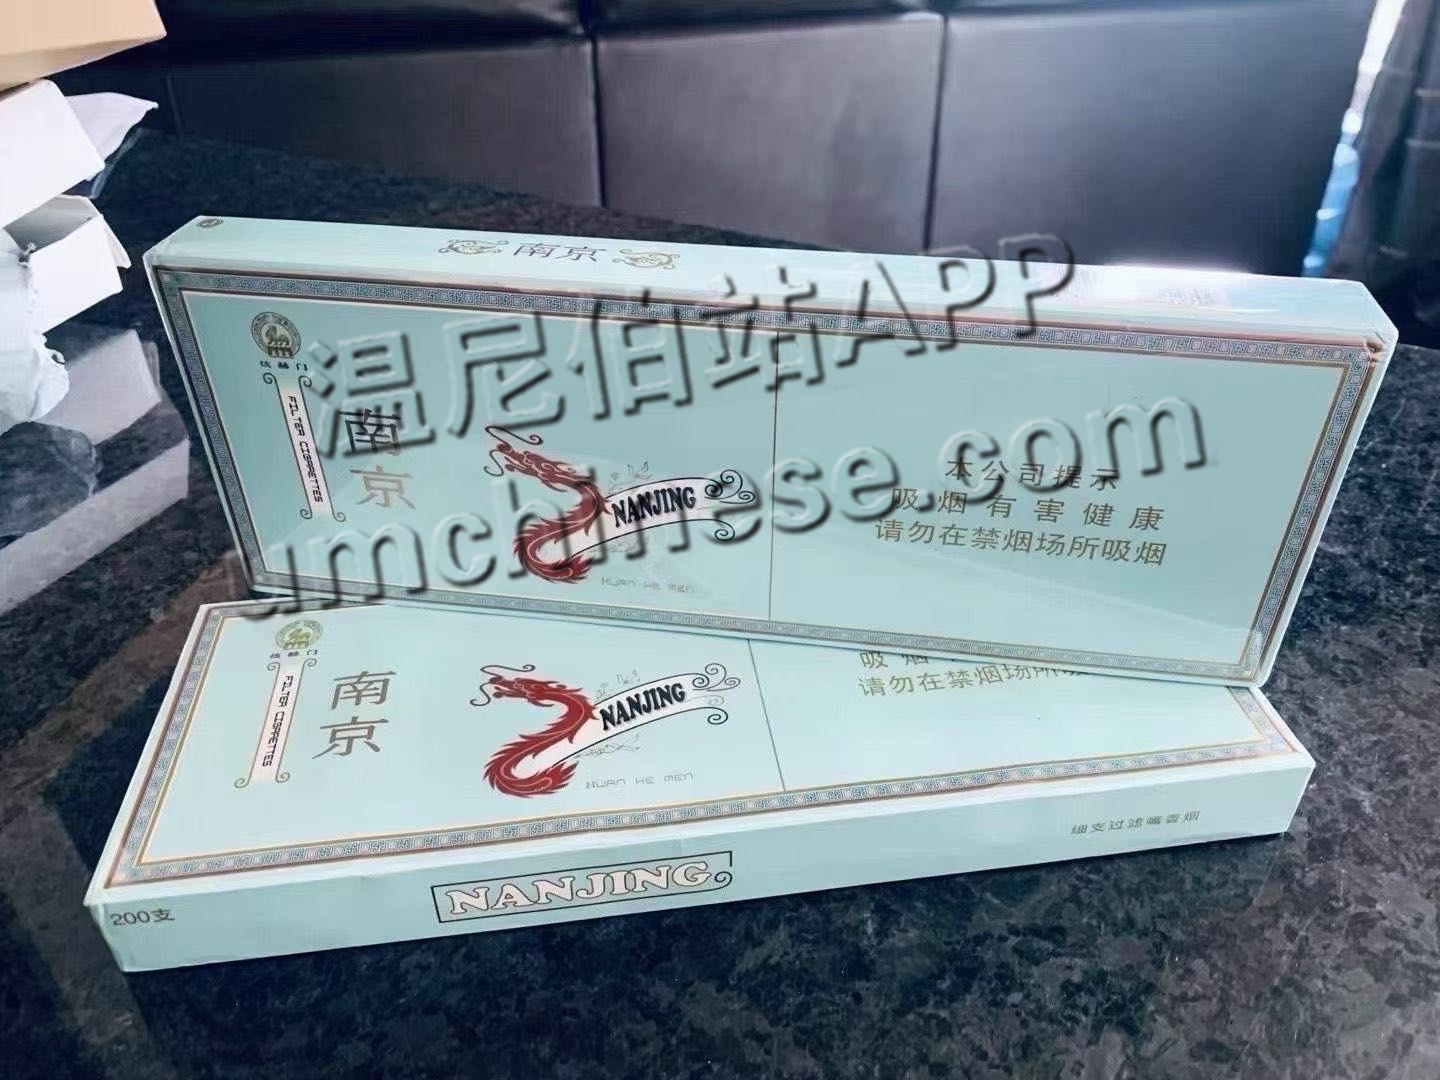 南京
炫赫门
FILTER CIGARETTES
南京
NANJING
XUAN HE MEN
本公司提示
吸烟有害健康
请勿在禁烟场所吸烟
温尼伯站APP
umchinese.com
炫赫门
FILTER CIGARETTES
南京
NANJING
XUAN HE MEN
吸烟
请勿在禁烟场所
200支
NANJING
细支过滤嘴香烟